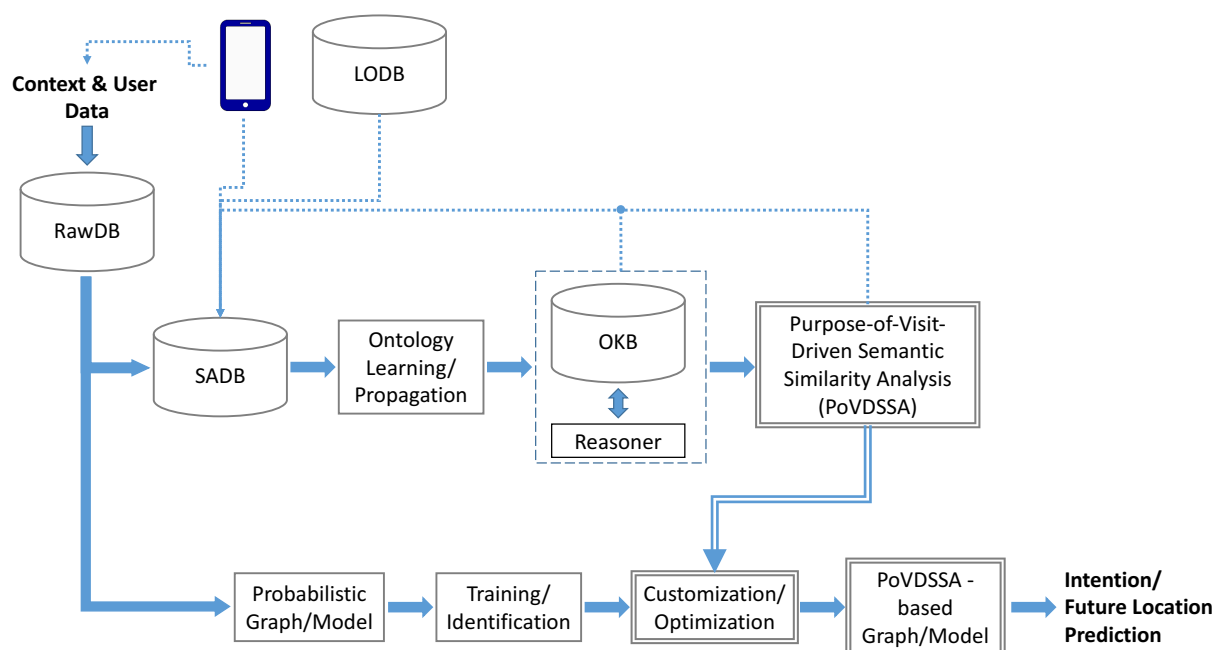 LODB
Context & User
Data
RawDB
SADB
Ontology
Learning/
Propagation
OKB
Reasoner
Purpose-of-Visit-
Driven Semantic
Similarity Analysis
(PoVDSSA)
Probabilistic
Graph/Model
Training/
Identification
Customization/
Optimization
PoVDSSA -
based
Graph/Model
Intention/
Future Location
Prediction